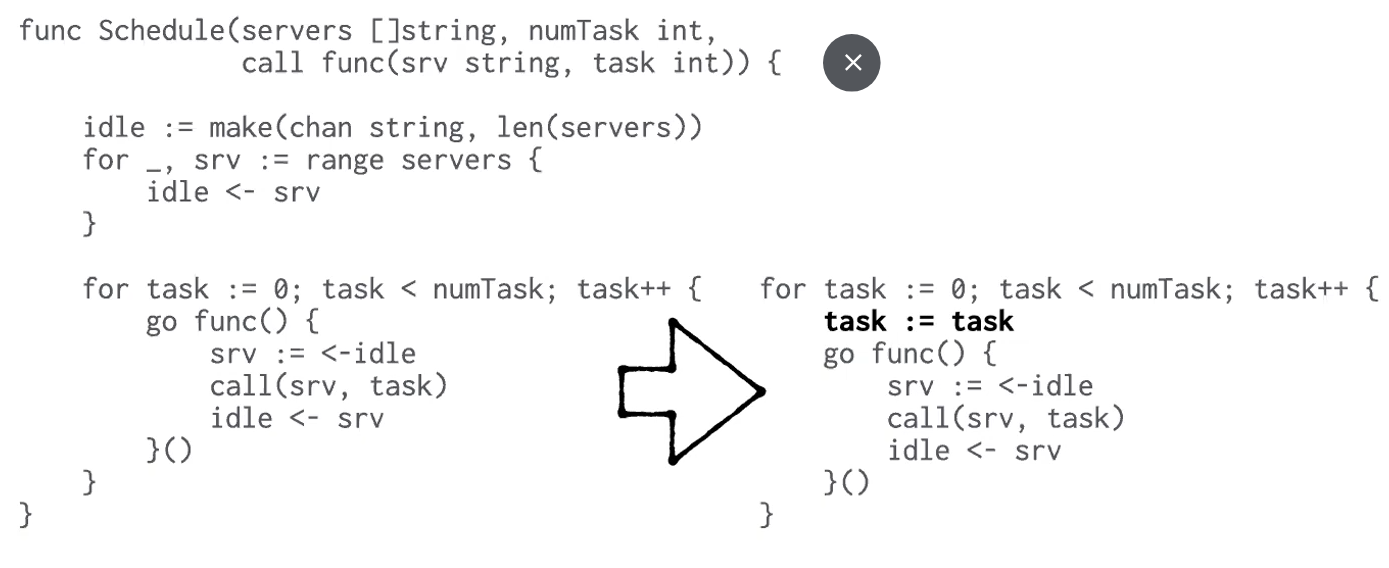 func Schedule(servers []string, numTask int,
              call func(srv string, task int)) {

    idle := make(chan string, len(servers))
    for _, srv := range servers {
        idle <- srv
    }

    for task := 0; task < numTask; task++ {
        go func() {
            srv := <-idle
            call(srv, task)
            idle <- srv
        }()
    }
}

for task := 0; task < numTask; task++ {
    task := task
    go func() {
        srv := <-idle
        call(srv, task)
        idle <- srv
    }()
}